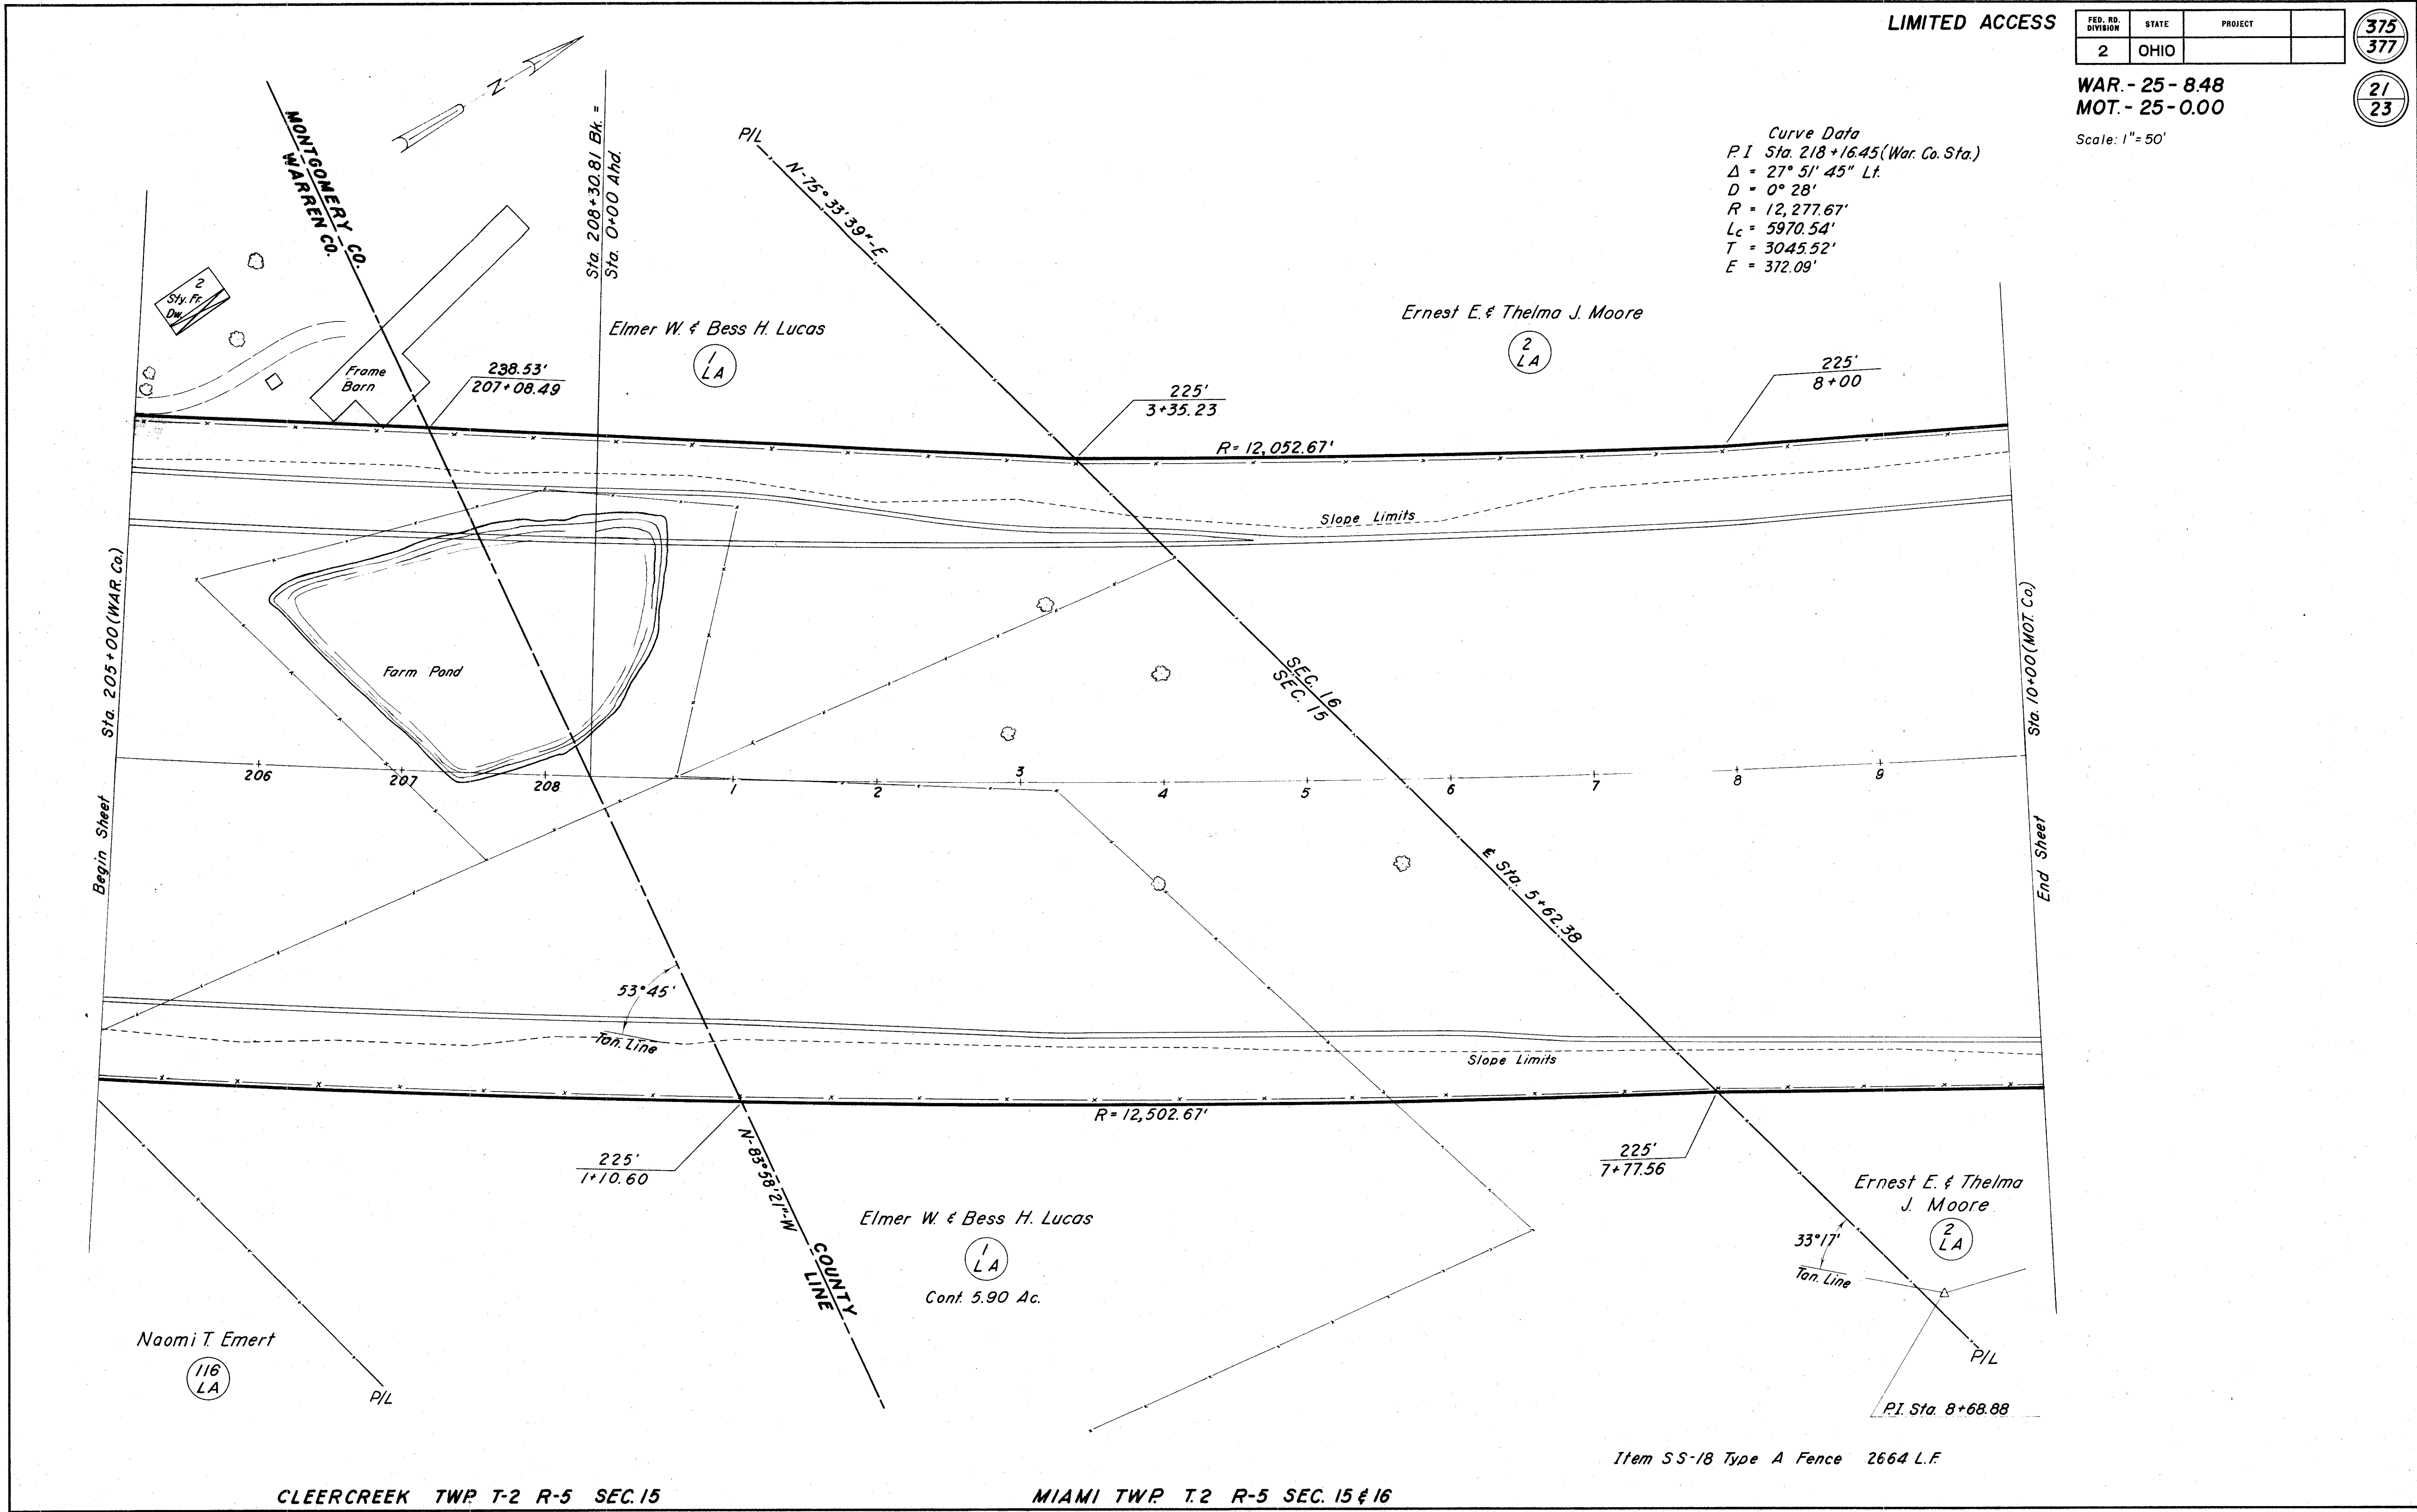 LIMITED ACCESS
FED. RD. DIVISION STATE PROJECT
2 OHIO
375
377
WAR.-25-8.48
MOT.-25-0.00
21
23
Scale: 1"=50'
Curve Data
P.I Sta. 218+16.45(War. Co. Sta.)
Δ = 27° 51' 45" Lt.
D = 0° 28'
R = 12,277.67'
Lc = 5970.54'
T = 3045.52'
E = 372.09'
N
MONTGOMERY CO.
WARREN CO.
Sta. 208+30.81 Bk. =
Sta. 0+00 Ahd.
P/L
N-75° 33' 39"-E
2
Sty. Fr.
Dw.
Frame
Barn
238.53'
207+08.49
Elmer W. & Bess H. Lucas
1
LA
Ernest E. & Thelma J. Moore
2
LA
225'
3+35.23
225'
8+00
R=12,052.67'
Slope Limits
Begin Sheet Sta. 205+00(WAR. Co.)
Farm Pond
SEC. 16
SEC. 15
End Sheet Sta. 10+00(MOT. Co.)
206 207 208 1 2 3 4 5 6 7 8 9
℄ Sta. 5+62.38
53°45'
Tan. Line
Slope Limits
R=12,502.67'
225'
1+10.60
N-83°58'21"-W
COUNTY
LINE
225'
7+77.56
Elmer W. & Bess H. Lucas
1
LA
Cont. 5.90 Ac.
Ernest E. & Thelma
J. Moore
2
LA
33°17'
Tan. Line
P/L
P.I. Sta. 8+68.88
Naomi T. Emert
116
LA
P/L
Item SS-18 Type A Fence 2664 L.F.
CLEERCREEK TWP. T-2 R-5 SEC. 15
MIAMI TWP. T.2 R-5 SEC. 15 & 16